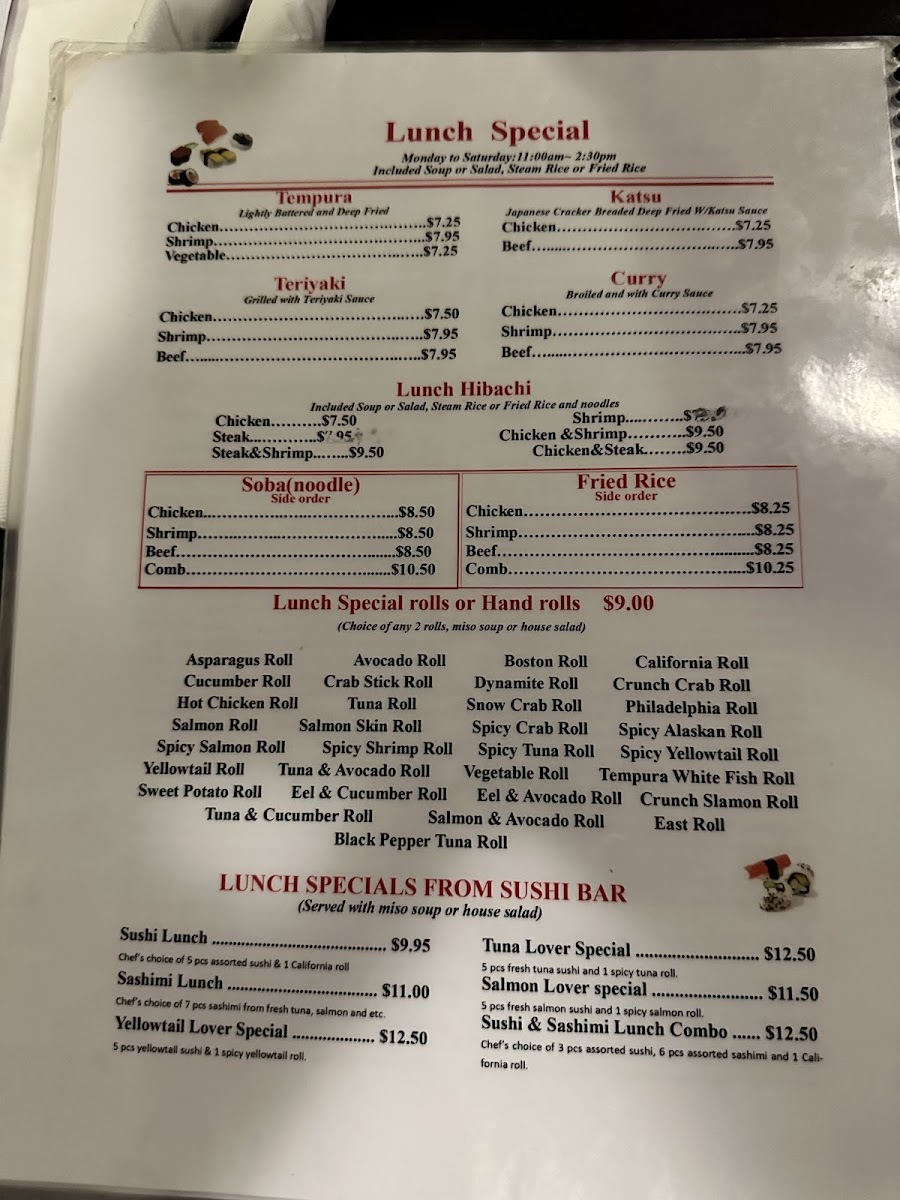 Lunch Special
Monday to Saturday:11:00am~ 2:30pm
Included Soup or Salad, Steam Rice or Fried Rice
Tempura
Lightly Battered and Deep Fried
Chicken.......................................$7.25
Shrimp........................................$7.95
Vegetable.....................................$7.25
Katsu
Japanese Cracker Breaded Deep Fried W/Katsu Sauce
Chicken.......................................$7.25
Beef..........................................$7.95
Teriyaki
Grilled with Teriyaki Sauce
Chicken.......................................$7.50
Shrimp........................................$7.95
Beef..........................................$7.95
Curry
Broiled and with Curry Sauce
Chicken.......................................$7.25
Shrimp........................................$7.95
Beef..........................................$7.95
Lunch Hibachi
Included Soup or Salad, Steam Rice or Fried Rice and noodles
Chicken..........$7.50
Steak............$7.95
Steak&Shrimp.......$9.50
Shrimp............$
Chicken &Shrimp...........$9.50
Chicken&Steak........$9.50
Soba(noodle)
Side order
Chicken.......................................$8.50
Shrimp........................................$8.50
Beef..........................................$8.50
Comb..........................................$10.50
Fried Rice
Side order
Chicken.......................................$8.25
Shrimp........................................$8.25
Beef..........................................$8.25
Comb..........................................$10.25
Lunch Special rolls or Hand rolls $9.00
(Choice of any 2 rolls, miso soup or house salad)
Asparagus Roll Avocado Roll Boston Roll California Roll
Cucumber Roll Crab Stick Roll Dynamite Roll Crunch Crab Roll
Hot Chicken Roll Tuna Roll Snow Crab Roll Philadelphia Roll
Salmon Roll Salmon Skin Roll Spicy Crab Roll Spicy Alaskan Roll
Spicy Salmon Roll Spicy Shrimp Roll Spicy Tuna Roll Spicy Yellowtail Roll
Yellowtail Roll Tuna & Avocado Roll Vegetable Roll Tempura White Fish Roll
Sweet Potato Roll Eel & Cucumber Roll Eel & Avocado Roll Crunch Slamon Roll
Tuna & Cucumber Roll Salmon & Avocado Roll East Roll
Black Pepper Tuna Roll
LUNCH SPECIALS FROM SUSHI BAR
(Served with miso soup or house salad)
Sushi Lunch ...................................... $9.95
Chef's choice of 5 pcs assorted sushi & 1 California roll
Sashimi Lunch ................................. $11.00
Chef's choice of 7 pcs sashimi from fresh tuna, salmon and etc.
Yellowtail Lover Special .................. $12.50
5 pcs yellowtail sushi & 1 spicy yellowtail roll.
Tuna Lover Special ........................... $12.50
5 pcs fresh tuna sushi and 1 spicy tuna roll.
Salmon Lover special ........................ $11.50
5 pcs fresh salmon sushi and 1 spicy salmon roll.
Sushi & Sashimi Lunch Combo ...... $12.50
Chef's choice of 3 pcs assorted sushi, 6 pcs assorted sashimi and 1 Cali-
fornia roll.